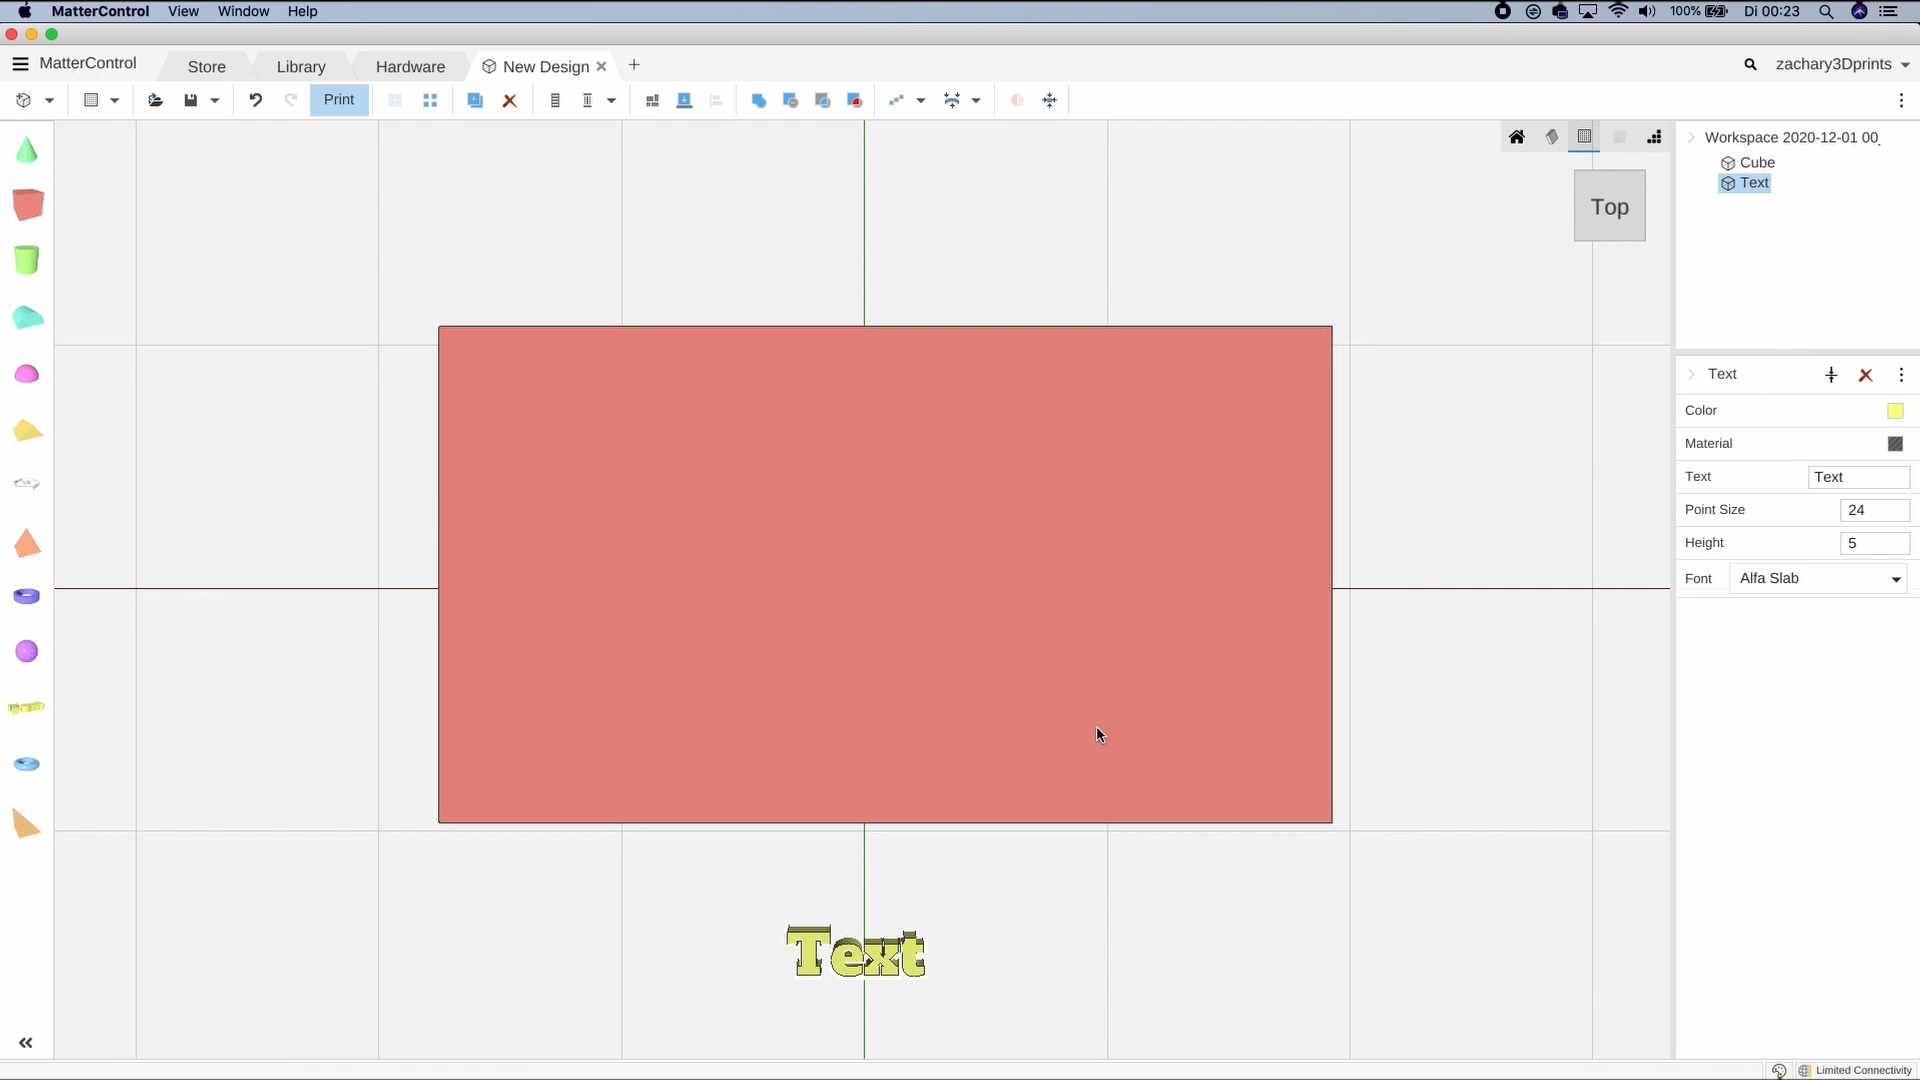 MatterControl View Window Help 100% Di 00:23
MatterControl Store Library Hardware New Design zachary3Dprints
Print
Top
Workspace 2020-12-01 00_
Cube
Text
Text
Color
Material
Text Text
Point Size 24
Height 5
Font Alfa Slab
Text
Limited Connectivity